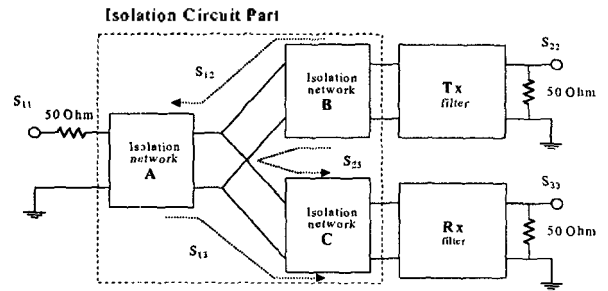 Isolation Circuit Part
S12
S22
S11
50 Ohm
Isolation
network
B
Tx
filter
50 Ohm
Isolation
network
A
S23
S33
Isolation
network
C
Rx
filter
50 Ohm
S13